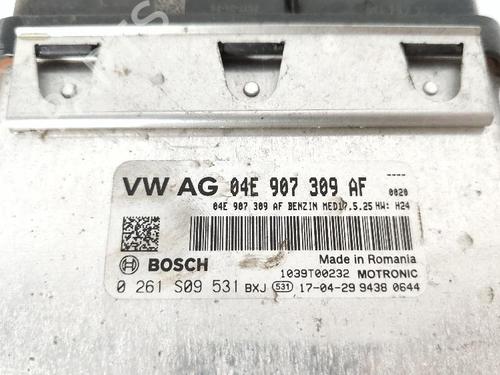 VW AG 04E 907 309 AF ----
0020
04E 907 309 AF BENZIN MED17.5.25 HW: H24
Made in Romania
BOSCH 1039T00232 MOTRONIC
0 261 S09 531 BXJ 531 17-04-29 9438 0644